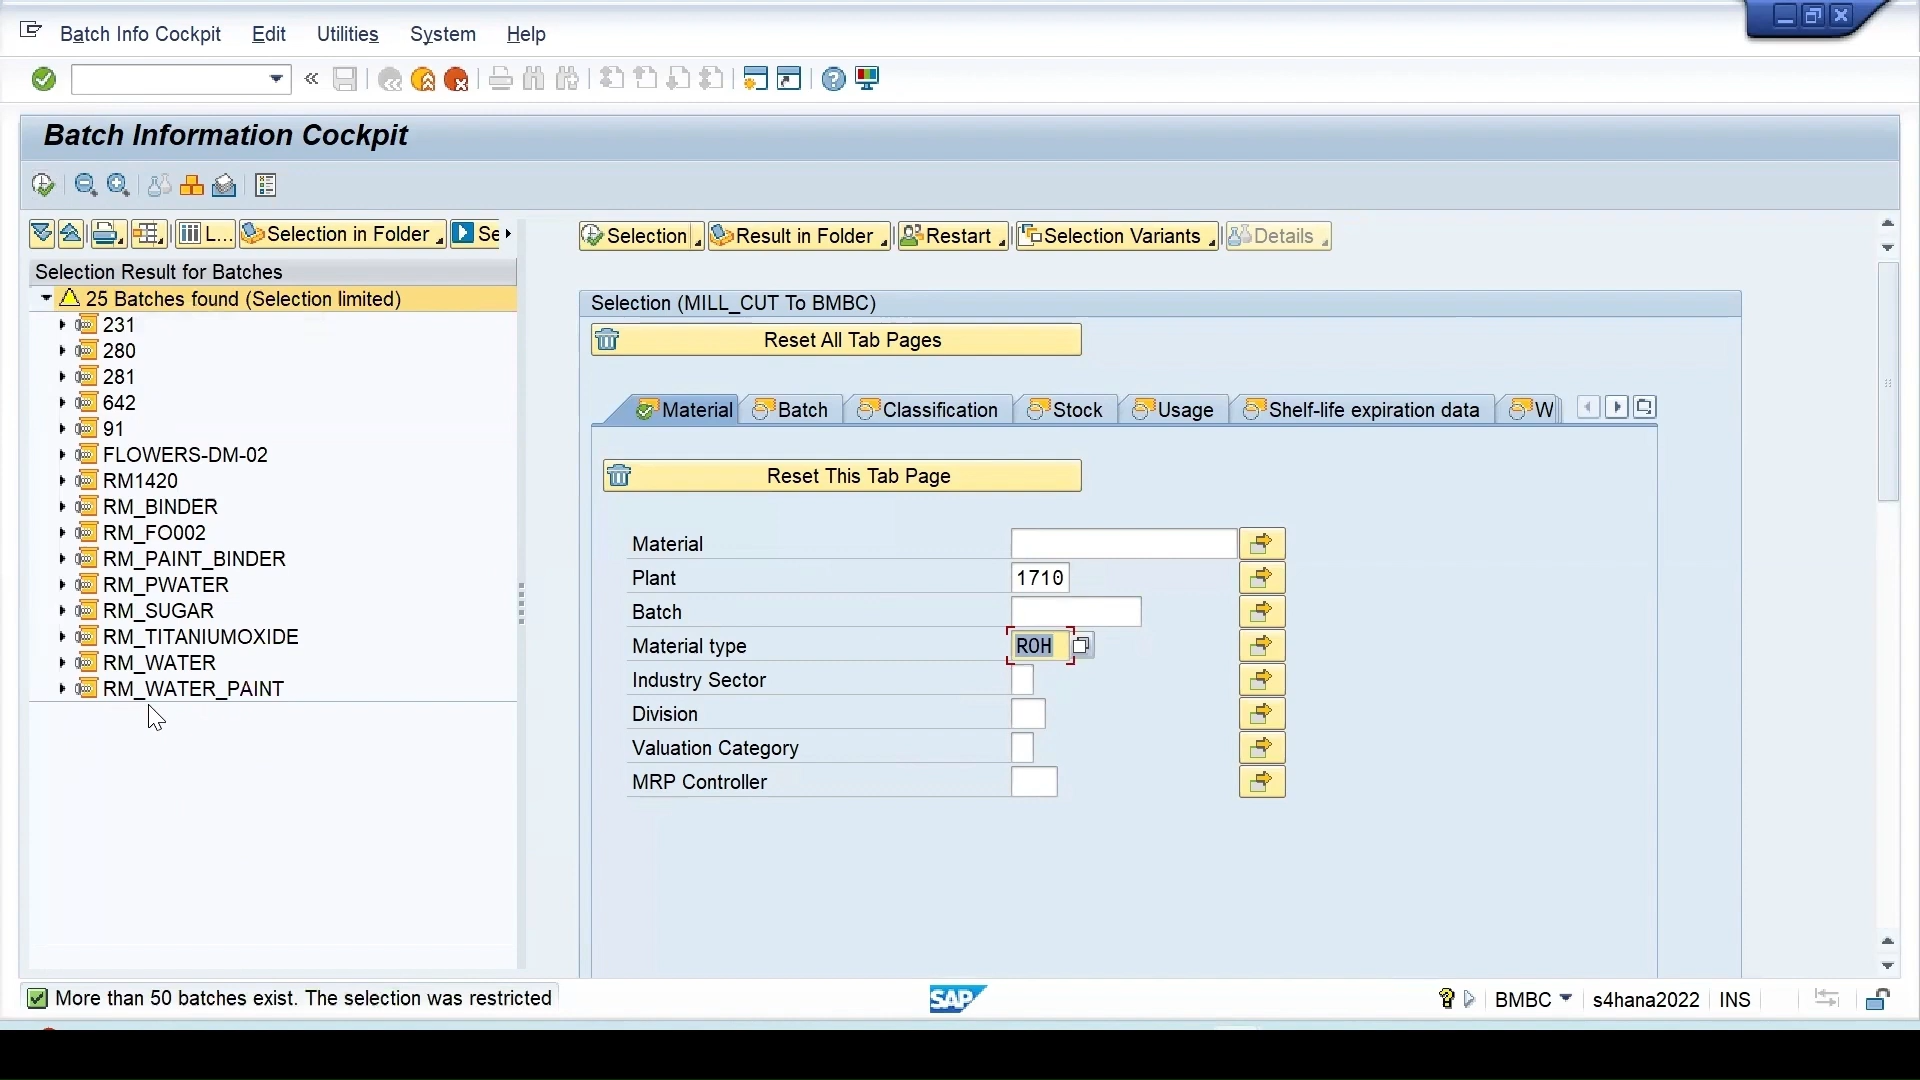 Batch Info Cockpit Edit Utilities System Help
Batch Information Cockpit
L... Selection in Folder Se
Selection Result in Folder Restart Selection Variants Details
Selection Result for Batches
25 Batches found (Selection limited)
231
280
281
642
91
FLOWERS-DM-02
RM1420
RM_BINDER
RM_FO002
RM_PAINT_BINDER
RM_PWATER
RM_SUGAR
RM_TITANIUMOXIDE
RM_WATER
RM_WATER_PAINT
Selection (MILL_CUT To BMBC)
Reset All Tab Pages
Material Batch Classification Stock Usage Shelf-life expiration data W
Reset This Tab Page
Material
Plant 1710
Batch
Material type ROH
Industry Sector
Division
Valuation Category
MRP Controller
More than 50 batches exist. The selection was restricted
SAP
BMBC s4hana2022 INS